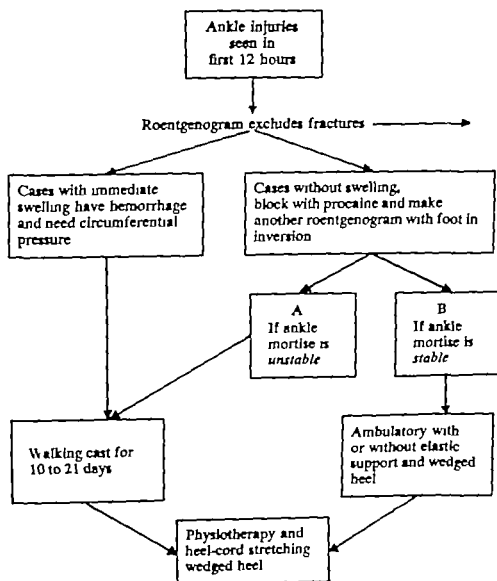 Ankle injuries
seen in
first 12 hours
Roentgenogram excludes fractures
Cases with immediate
swelling have hemorrhage
and need circumferential
pressure
Cases without swelling,
block with procaine and make
another roentgenogram with foot in
inversion
A
If ankle
mortise is
unstable
B
If ankle
mortise is
stable
Walking cast for
10 to 21 days
Ambulatory with
or without elastic
support and wedged
heel
Physiotherapy and
heel-cord stretching
wedged heel